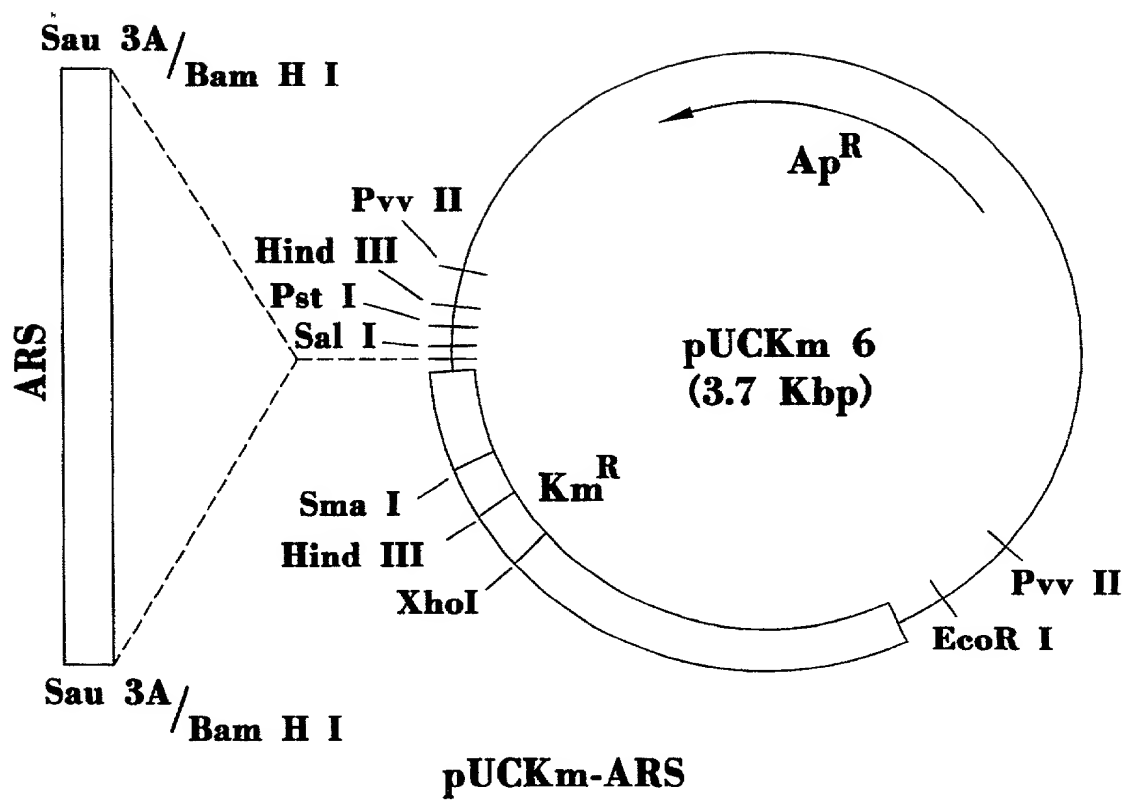 Sau 3A/
Bam H I
ARS
Sau 3A/
Bam H I
Pvv II
Hind III
Pst I
Sal I
Ap^R
pUCKm 6
(3.7 Kbp)
Km^R
Sma I
Hind III
XhoI
Pvv II
EcoR I
pUCKm-ARS